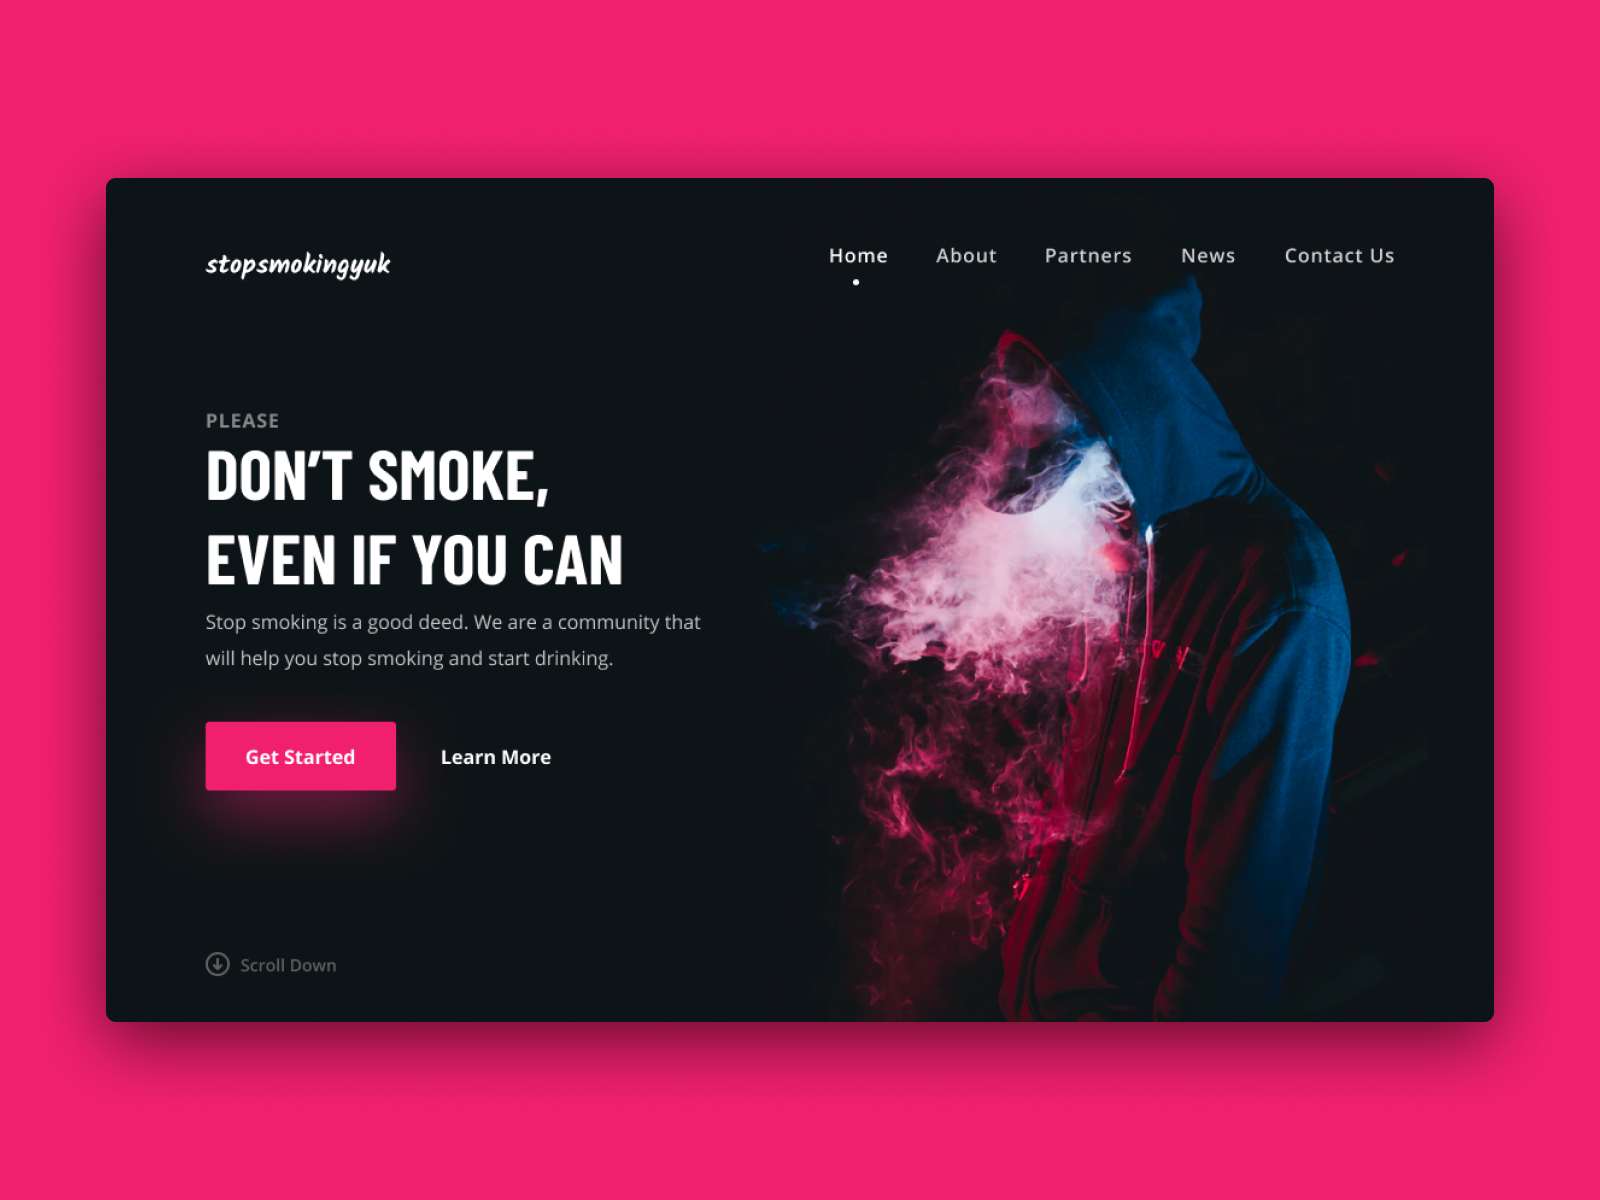 stopsmokingyuk
Home About Partners News Contact Us
PLEASE
DON’T SMOKE,
EVEN IF YOU CAN
Stop smoking is a good deed. We are a community that
will help you stop smoking and start drinking.
Get Started Learn More
Scroll Down